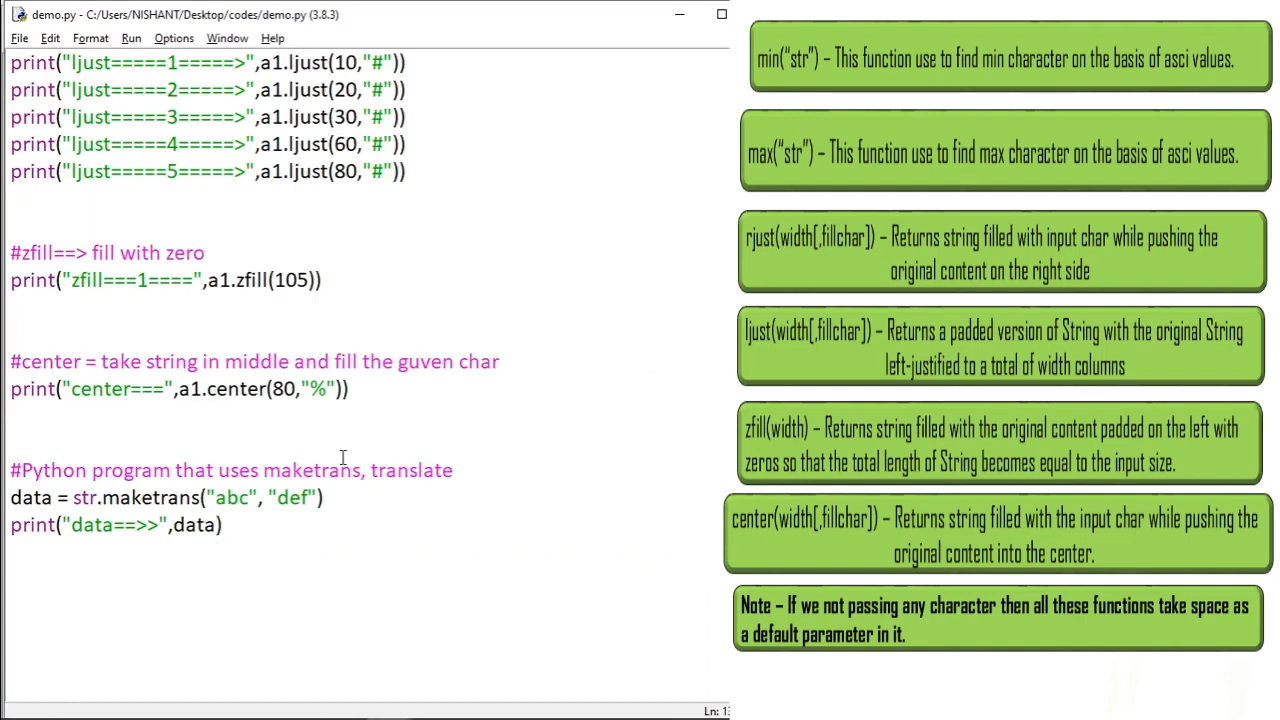 demo.py - C:/Users/NISHANT/Desktop/codes/demo.py (3.8.3)
File Edit Format Run Options Window Help
print("ljust=====1=====>",a1.ljust(10,"#"))
print("ljust=====2=====>",a1.ljust(20,"#"))
print("ljust=====3=====>",a1.ljust(30,"#"))
print("ljust=====4=====>",a1.ljust(60,"#"))
print("ljust=====5=====>",a1.ljust(80,"#"))
#zfill==> fill with zero
print("zfill===1====",a1.zfill(105))
#center = take string in middle and fill the guven char
print("center===",a1.center(80,"%"))
#Python program that uses maketrans, translate
data = str.maketrans("abc", "def")
print("data==>>",data)
min(“str”) – This function use to find min character on the basis of asci values.
max(“str”) – This function use to find max character on the basis of asci values.
rjust(width[,fillchar]) – Returns string filled with input char while pushing the
original content on the right side
ljust(width[,fillchar]) – Returns a padded version of String with the original String
left-justified to a total of width columns
zfill(width) – Returns string filled with the original content padded on the left with
zeros so that the total length of String becomes equal to the input size.
center(width[,fillchar]) – Returns string filled with the input char while pushing the
original content into the center.
Note – If we not passing any character then all these functions take space as
a default parameter in it.